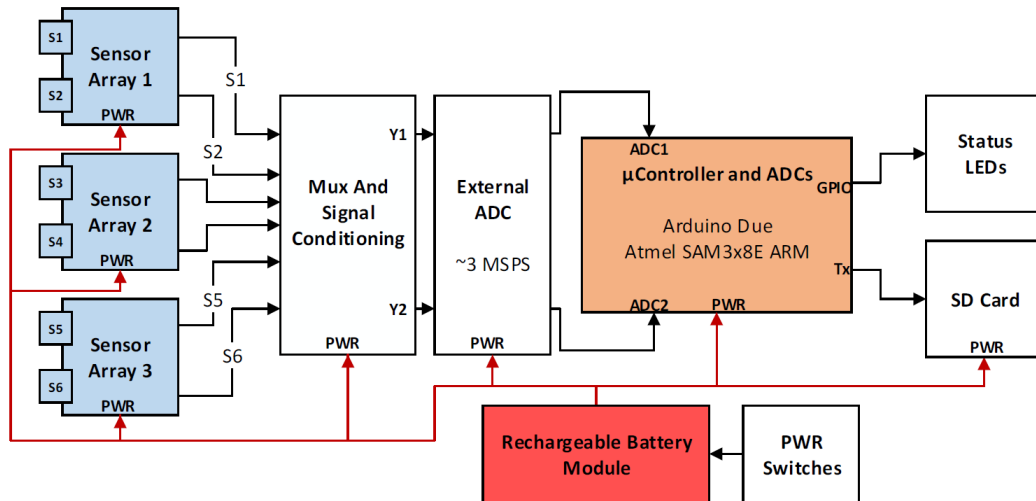 S1
Sensor
Array 1
S2
PWR
S1
S2
S3
Sensor
Array 2
S4
PWR
S5
Sensor
Array 3
S6
PWR
S5
S6
Mux And
Signal
Conditioning
Y1
Y2
PWR
External
ADC
~3 MSPS
PWR
ADC1
μController and ADCs
GPIO
Arduino Due
Atmel SAM3x8E ARM
Tx
ADC2
PWR
Status
LEDs
SD Card
PWR
Rechargeable Battery
Module
PWR
Switches